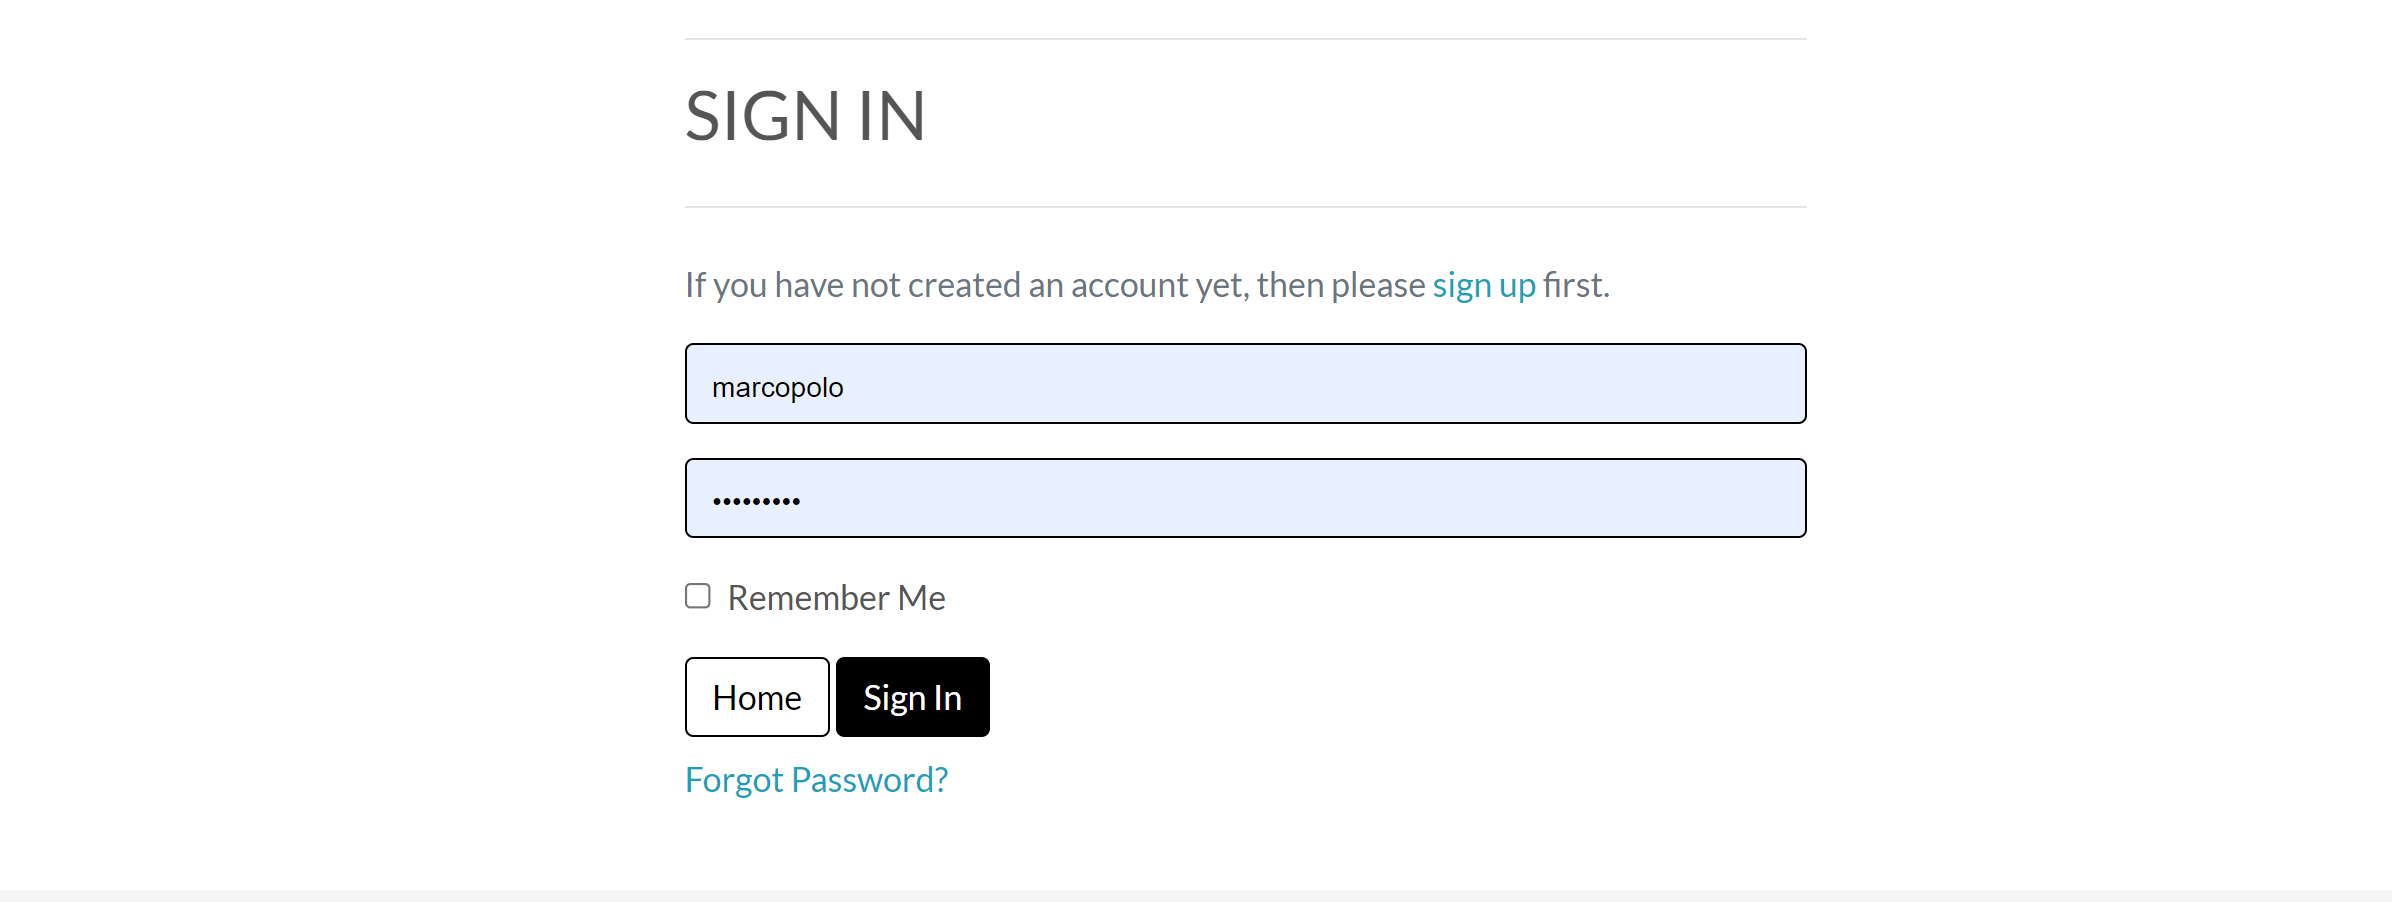 SIGN IN
If you have not created an account yet, then please sign up first.
marcopolo
•••••••••
Remember Me
Home Sign In
Forgot Password?